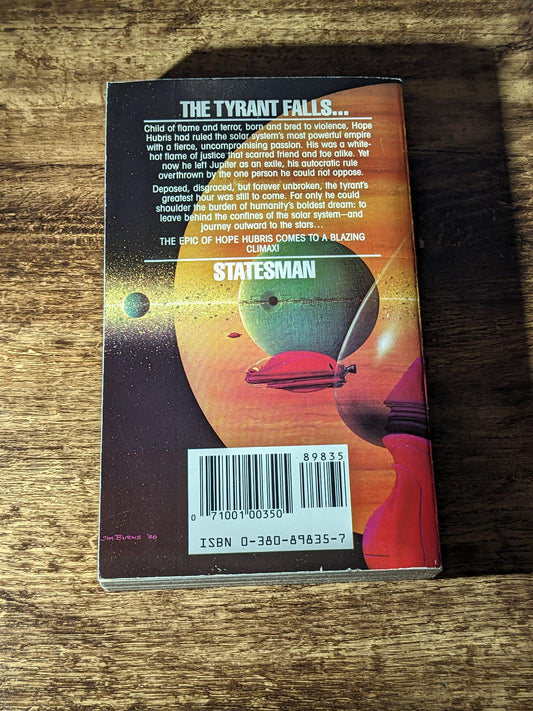 THE TYRANT FALLS...
Child of flame and terror, born and bred to violence, Hope
Hubris had ruled the solar system's most powerful empire
with a fierce, uncompromising passion. His was a white-
hot flame of justice that scarred friend and foe alike. Yet
now he left Jupiter as an exile, his autocratic rule
overthrown by the one person he could not oppose.
Deposed, disgraced, but forever unbroken, the tyrant's
greatest hour was still to come. For only he could
shoulder the burden of humanity's boldest dream: to
leave behind the confines of the solar system—and
journey outward to the stars...
THE EPIC OF HOPE HUBRIS COMES TO A BLAZING
CLIMAX!
STATESMAN
89835
0 71001 00350
ISBN 0-380-89835-7
JIM BURNS '86